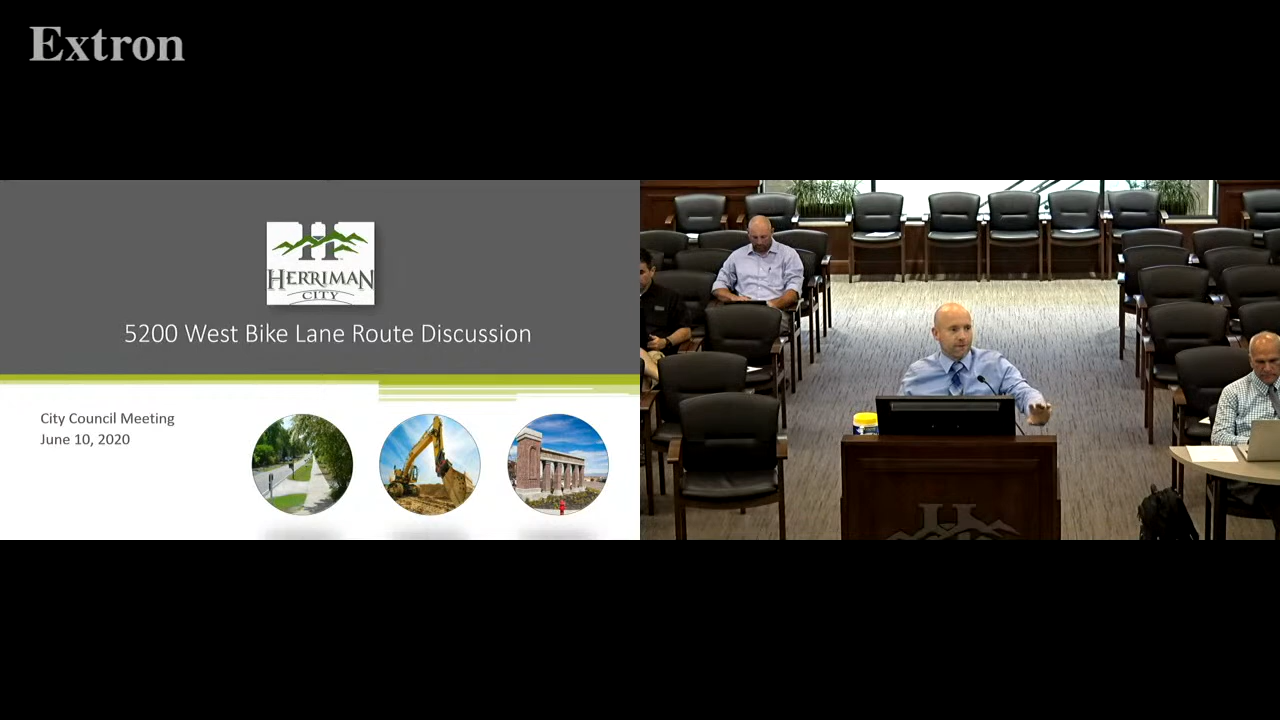 Extron
HERRIMAN
CITY
5200 West Bike Lane Route Discussion
City Council Meeting
June 10, 2020